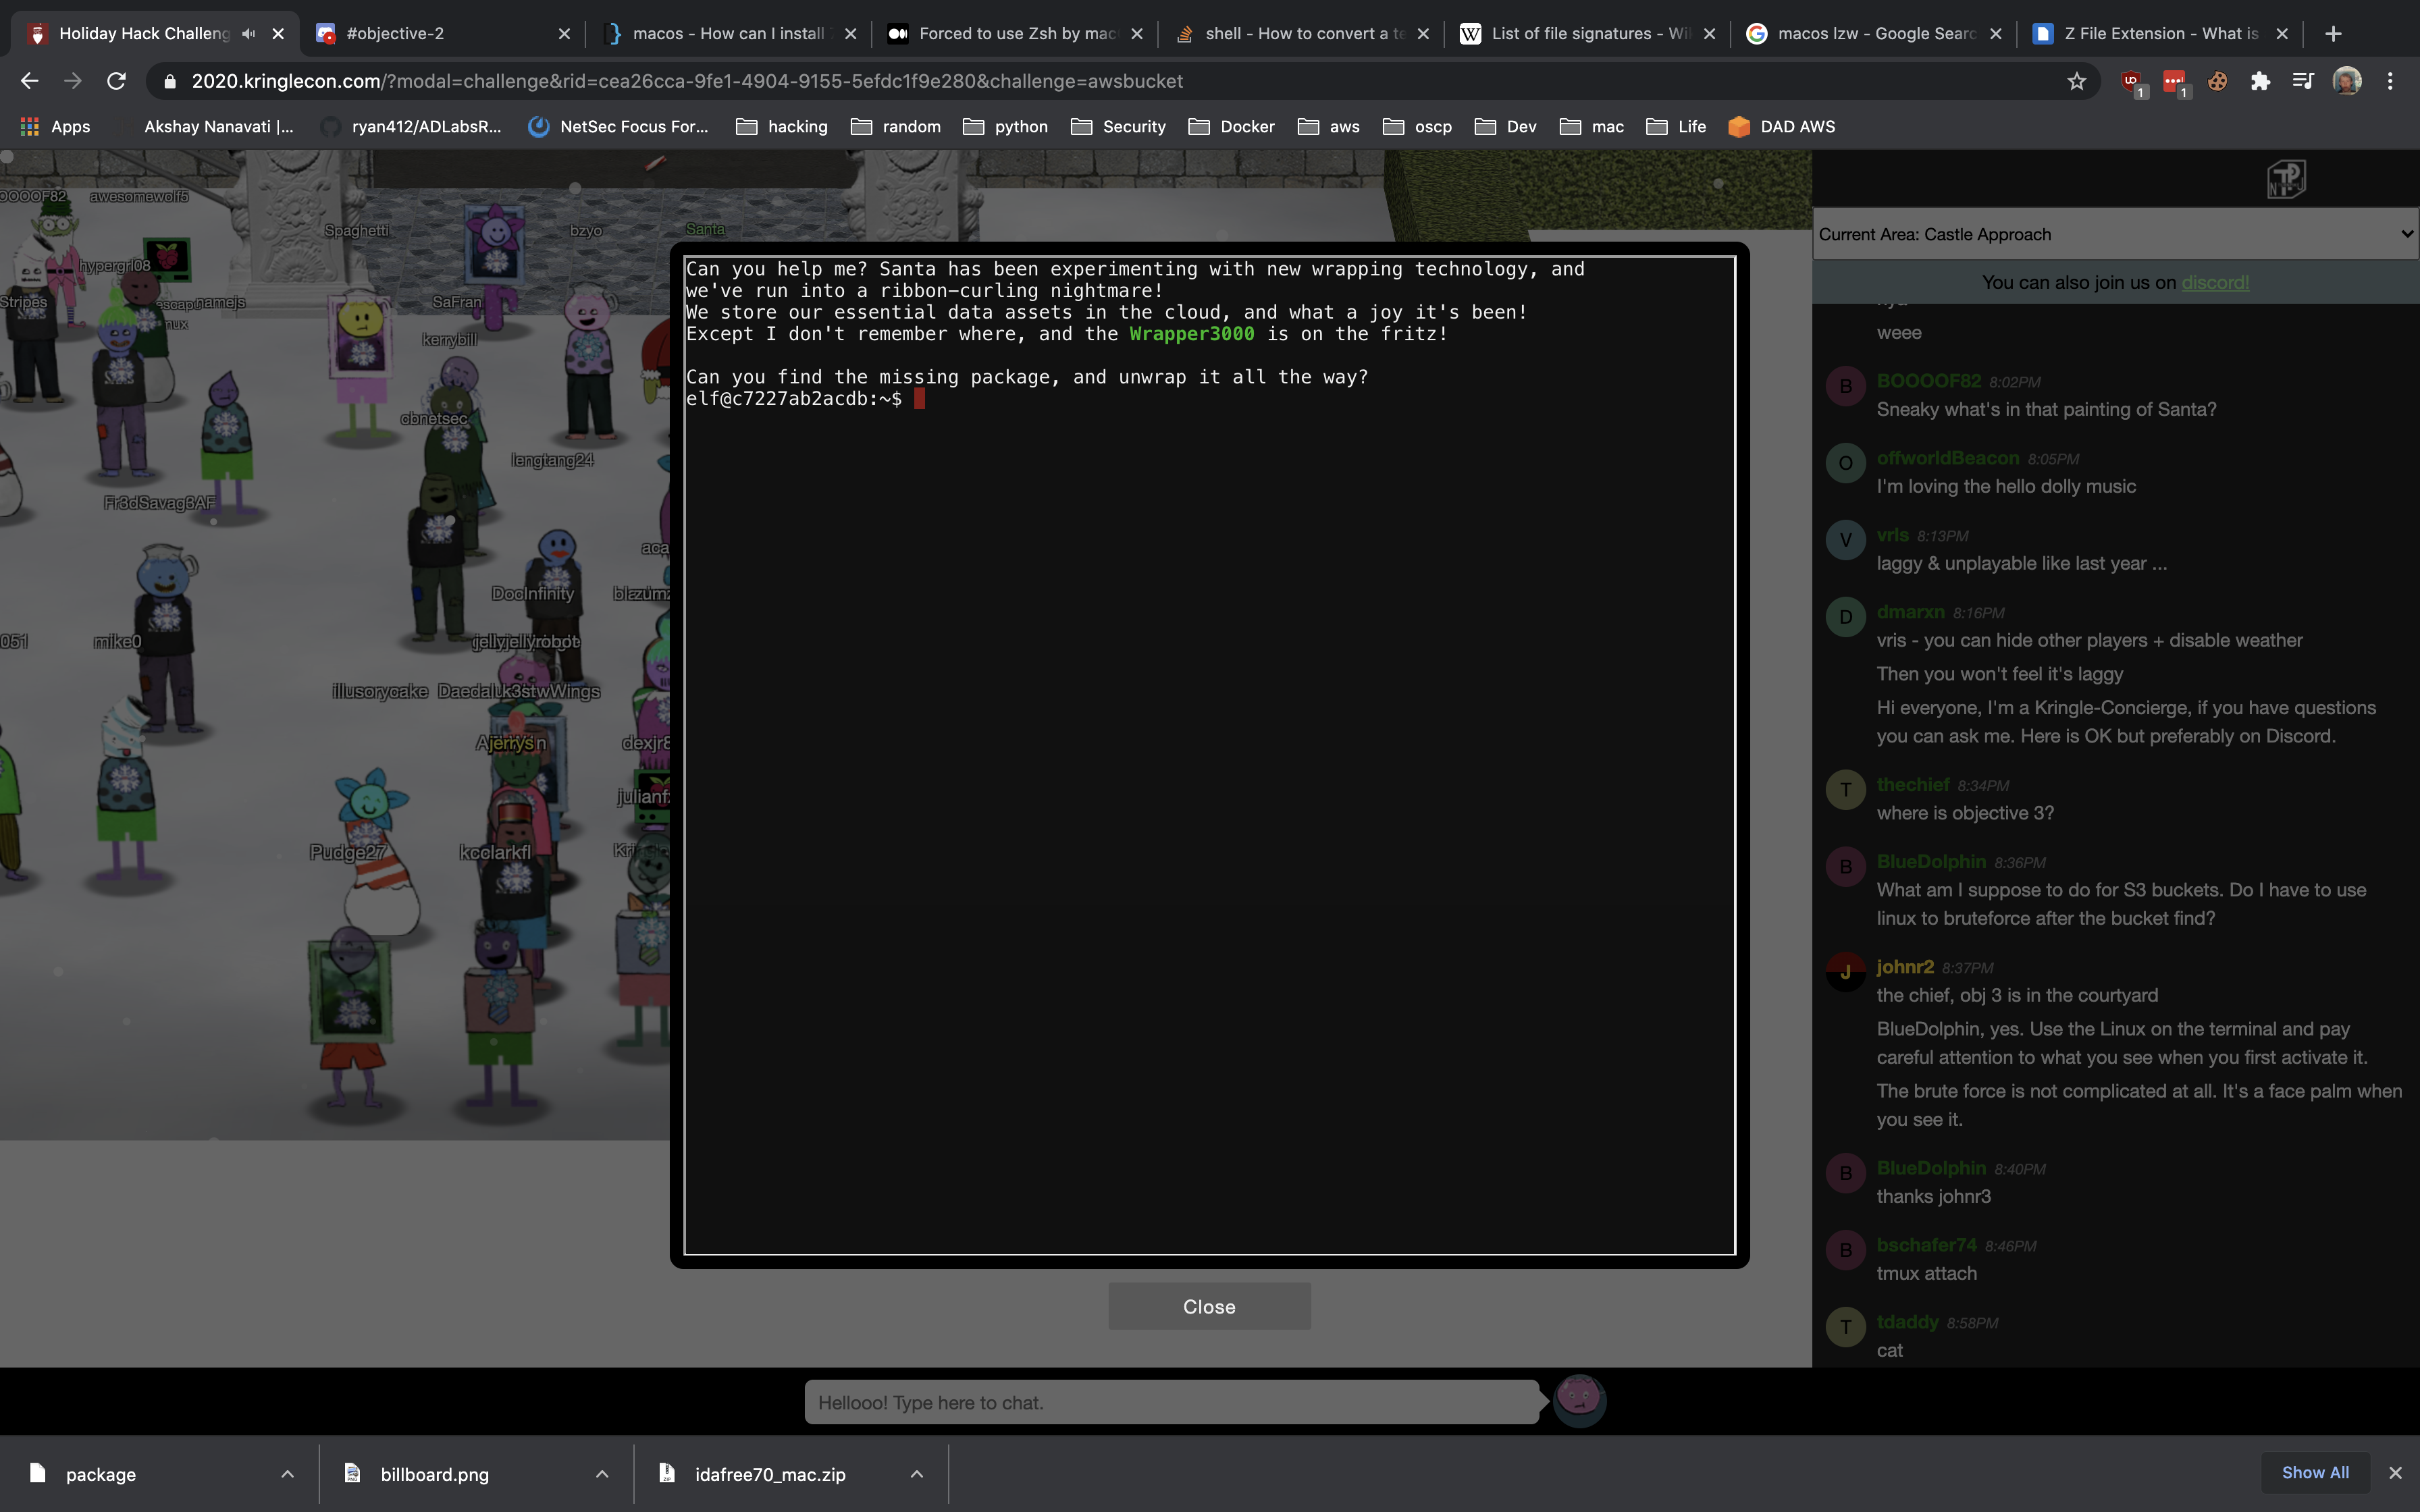 Holiday Hack Challeng
#objective-2
macos - How can I install
Forced to use Zsh by mac
shell - How to convert a te
List of file signatures - Wi
macos lzw - Google Searc
Z File Extension - What is
2020.kringlecon.com/?modal=challenge&rid=cea26cca-9fe1-4904-9155-5efdc1f9e280&challenge=awsbucket
1
1
Apps
Akshay Nanavati |...
ryan412/ADLabsR...
NetSec Focus For...
hacking
random
python
Security
Docker
aws
oscp
Dev
mac
Life
DAD AWS
OOOOF82
awesomewolf5
Spaghetti
bzyo
Santa
hypergrl08
Stripes
namejs
SaFran
kerrybill
cbnetsec
lengtang24
Fr3dSavag3AF
DocInfinity
051
mike0
illusorycake
Daedaluk3stwWings
jerrys
dexjr8
julianf
Pudge27
kcclarkfl
Can you help me? Santa has been experimenting with new wrapping technology, and
we've run into a ribbon-curling nightmare!
We store our essential data assets in the cloud, and what a joy it's been!
Except I don't remember where, and the Wrapper3000 is on the fritz!
Can you find the missing package, and unwrap it all the way?
elf@c7227ab2acdb:~$
Close
Current Area: Castle Approach
You can also join us on discord!
weee
B
BOOOOF82 8:02PM
Sneaky what's in that painting of Santa?
O
offworldBeacon 8:05PM
I'm loving the hello dolly music
V
vris 8:13PM
laggy & unplayable like last year ...
D
dmarxn 8:16PM
vris - you can hide other players + disable weather
Then you won't feel it's laggy
Hi everyone, I'm a Kringle-Concierge, if you have questions
you can ask me. Here is OK but preferably on Discord.
T
thechief 8:34PM
where is objective 3?
B
BlueDolphin 8:36PM
What am I suppose to do for S3 buckets. Do I have to use
linux to bruteforce after the bucket find?
J
johnr2 8:37PM
the chief, obj 3 is in the courtyard
BlueDolphin, yes. Use the Linux on the terminal and pay
careful attention to what you see when you first activate it.
The brute force is not complicated at all. It's a face palm when
you see it.
B
BlueDolphin 8:40PM
thanks johnr3
B
bschafer74 8:46PM
tmux attach
T
tdaddy 8:58PM
cat
Hellooo! Type here to chat.
package
billboard.png
idafree70_mac.zip
Show All